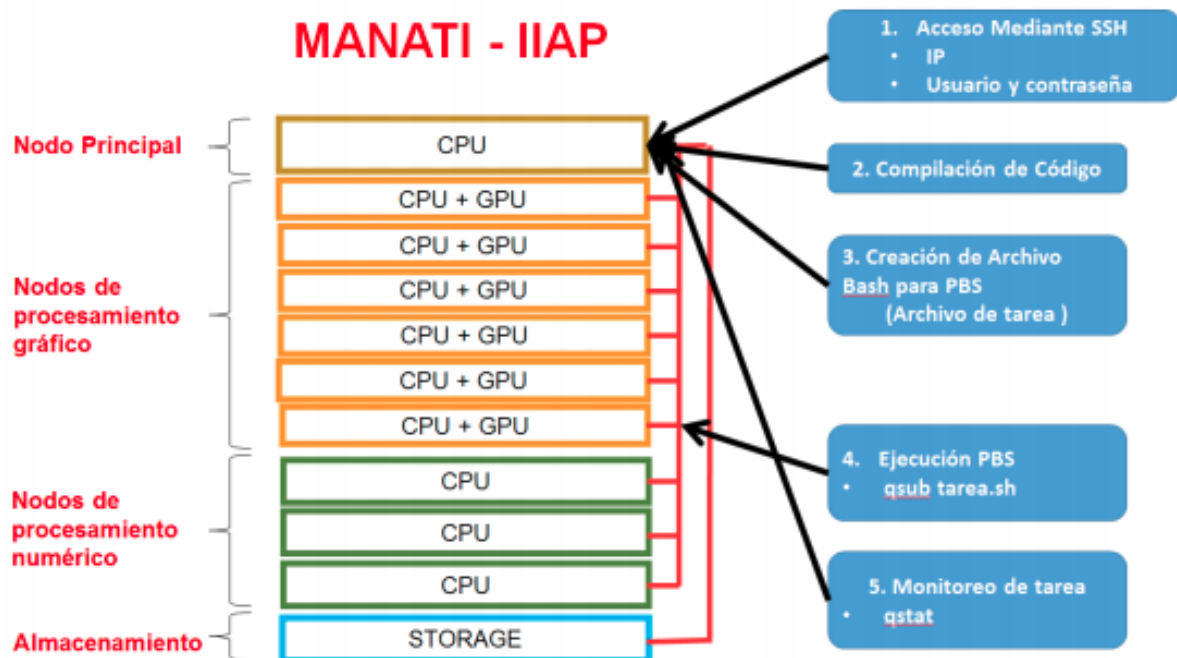 MANATI - IIAP
Nodo Principal
CPU
Nodos de
procesamiento
gráfico
CPU + GPU
CPU + GPU
CPU + GPU
CPU + GPU
CPU + GPU
CPU + GPU
Nodos de
procesamiento
numérico
CPU
CPU
CPU
Almacenamiento
STORAGE
1. Acceso Mediante SSH
• IP
• Usuario y contraseña
2. Compilación de Código
3. Creación de Archivo
Bash para PBS
(Archivo de tarea )
4. Ejecución PBS
• qsub tarea.sh
5. Monitoreo de tarea
• qstat